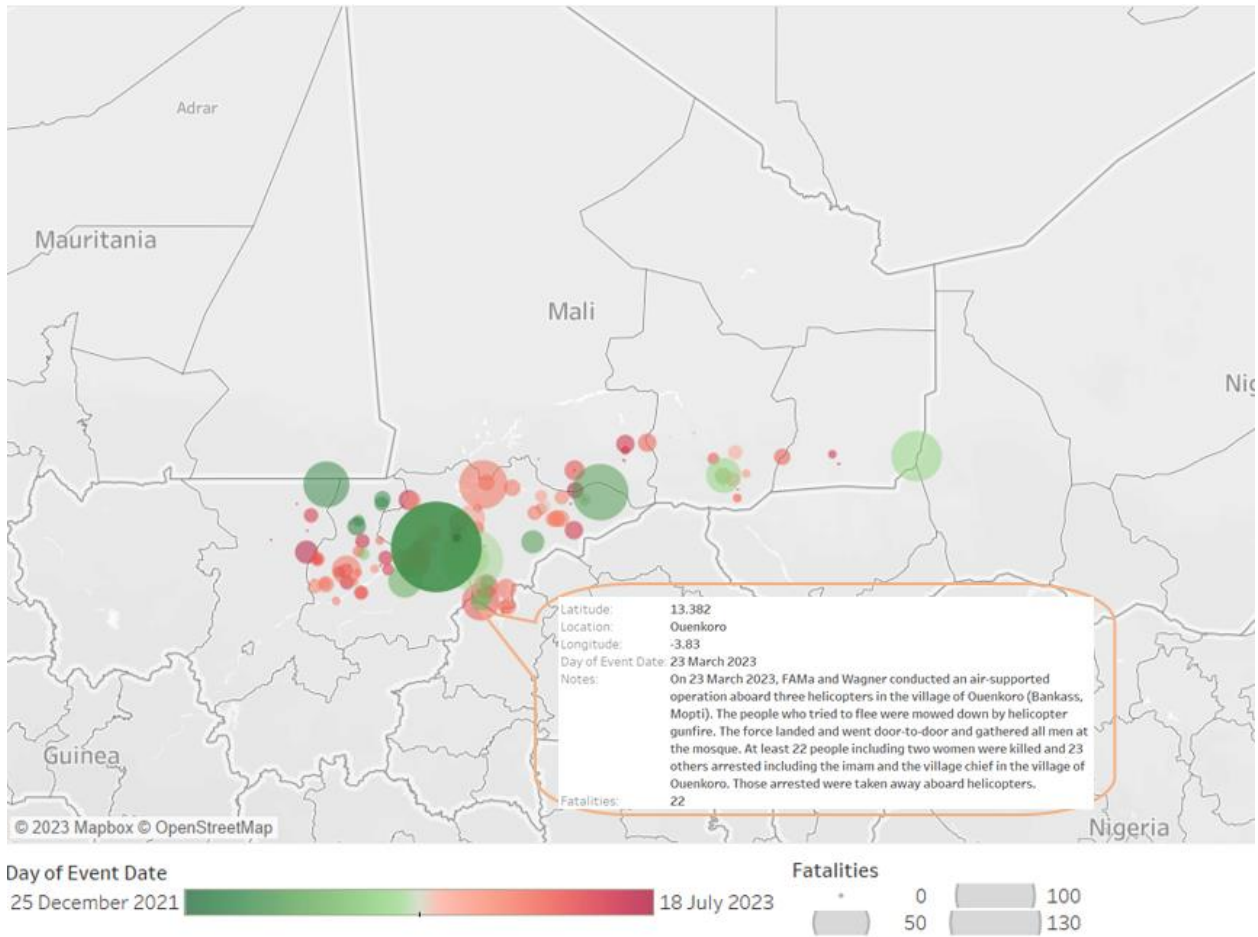 Adrar
Mauritania
Mali
Nig
Latitude: 13.382
Location: Ouenkoro
Longitude: -3.83
Day of Event Date: 23 March 2023
Notes: On 23 March 2023, FAMa and Wagner conducted an air-supported
operation aboard three helicopters in the village of Ouenkoro (Bankass,
Mopti). The people who tried to flee were mowed down by helicopter
gunfire. The force landed and went door-to-door and gathered all men at
the mosque. At least 22 people including two women were killed and 23
others arrested including the imam and the village chief in the village of
Ouenkoro. Those arrested were taken away aboard helicopters.
Fatalities: 22
Guinea
Nigeria
© 2023 Mapbox © OpenStreetMap
Day of Event Date
25 December 2021 18 July 2023
Fatalities
0 100
50 130